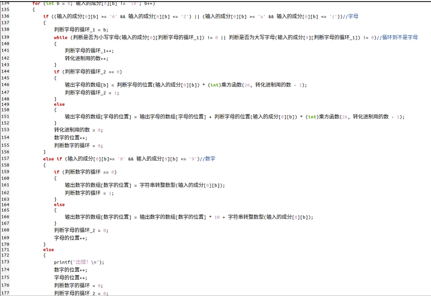 134 for (int b = 0; 输入的成分[0][b] != '\0'; b++)
135 {
136 if ((输入的成分[0][b] >= && 输入的成分[0][b] <= ) || (输入的成分[0][b] >= && 输入的成分[0][b] <= ))//字母
137 {
138 判断字母的循环_1 = b;
139 while (判断是否为小写字母(输入的成分[0][判断字母的循环_1]) != 0 || 判断是否为大写字母(输入的成分[0][判断字母的循环_1]) != 0)//循环到不是字母
140 {
141 判断字母的循环_1++;
142 转化进制用的数++;
143 }
144 if (判断字母的循环_2 == 0)
145 {
146 输出字母的数组[b] = 判断字母的位置(输入的成分[0][b]) * (int)乘方函数(26, 转化进制用的数 - 1);
147 判断字母的循环_2 = 1;
148 }
149 else
150 {
151 输出字母的数组[字母的位置] = 输出字母的数组[字母的位置] + 判断字母的位置(输入的成分[0][b]) * (int)乘方函数(26, 转化进制用的数 - 1);
152 }
153 转化进制用的数 = 0;
154 数字的位置++;
155 判断数字的循环 = 0;
156 }
157 else if (输入的成分[0][b] >= '0' && 输入的成分[0][b] <= '9')//数字
158 {
159 if (判断数字的循环 == 0)
160 {
161 输出数字的数组[数字的位置] = 字符串转整数型(输入的成分[0][b]);
162 判断数字的循环 = 1;
163 }
164 else
165 {
166 输出数字的数组[数字的位置] = 输出数字的数组[数字的位置] * 10 + 字符串转整数型(输入的成分[0][b]);
167 }
168 判断字母的循环_2 = 0;
169 字母的位置++;
170 }
171 else
172 {
173 printf("出错！\n");
174 数字的位置++;
175 字母的位置++;
176 判断数字的循环 = 0;
177 判断字母的循环_2 = 0;